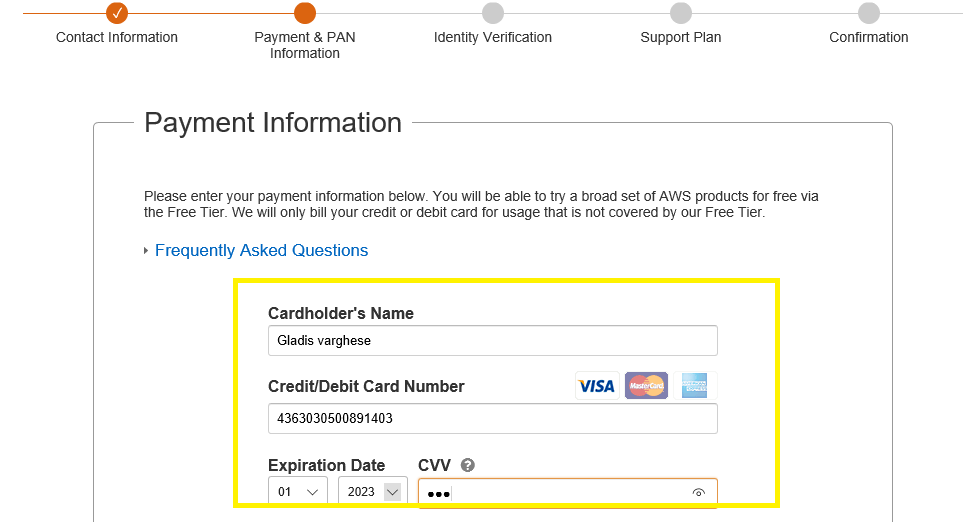 Contact Information
Payment & PAN
Information
Identity Verification
Support Plan
Confirmation
Payment Information
Please enter your payment information below. You will be able to try a broad set of AWS products for free via
the Free Tier. We will only bill your credit or debit card for usage that is not covered by our Free Tier.
Frequently Asked Questions
Cardholder's Name
Gladis varghese
Credit/Debit Card Number
VISA MasterCard AMERICAN EXPRESS
4363030500891403
Expiration Date CVV ?
01 2023 •••